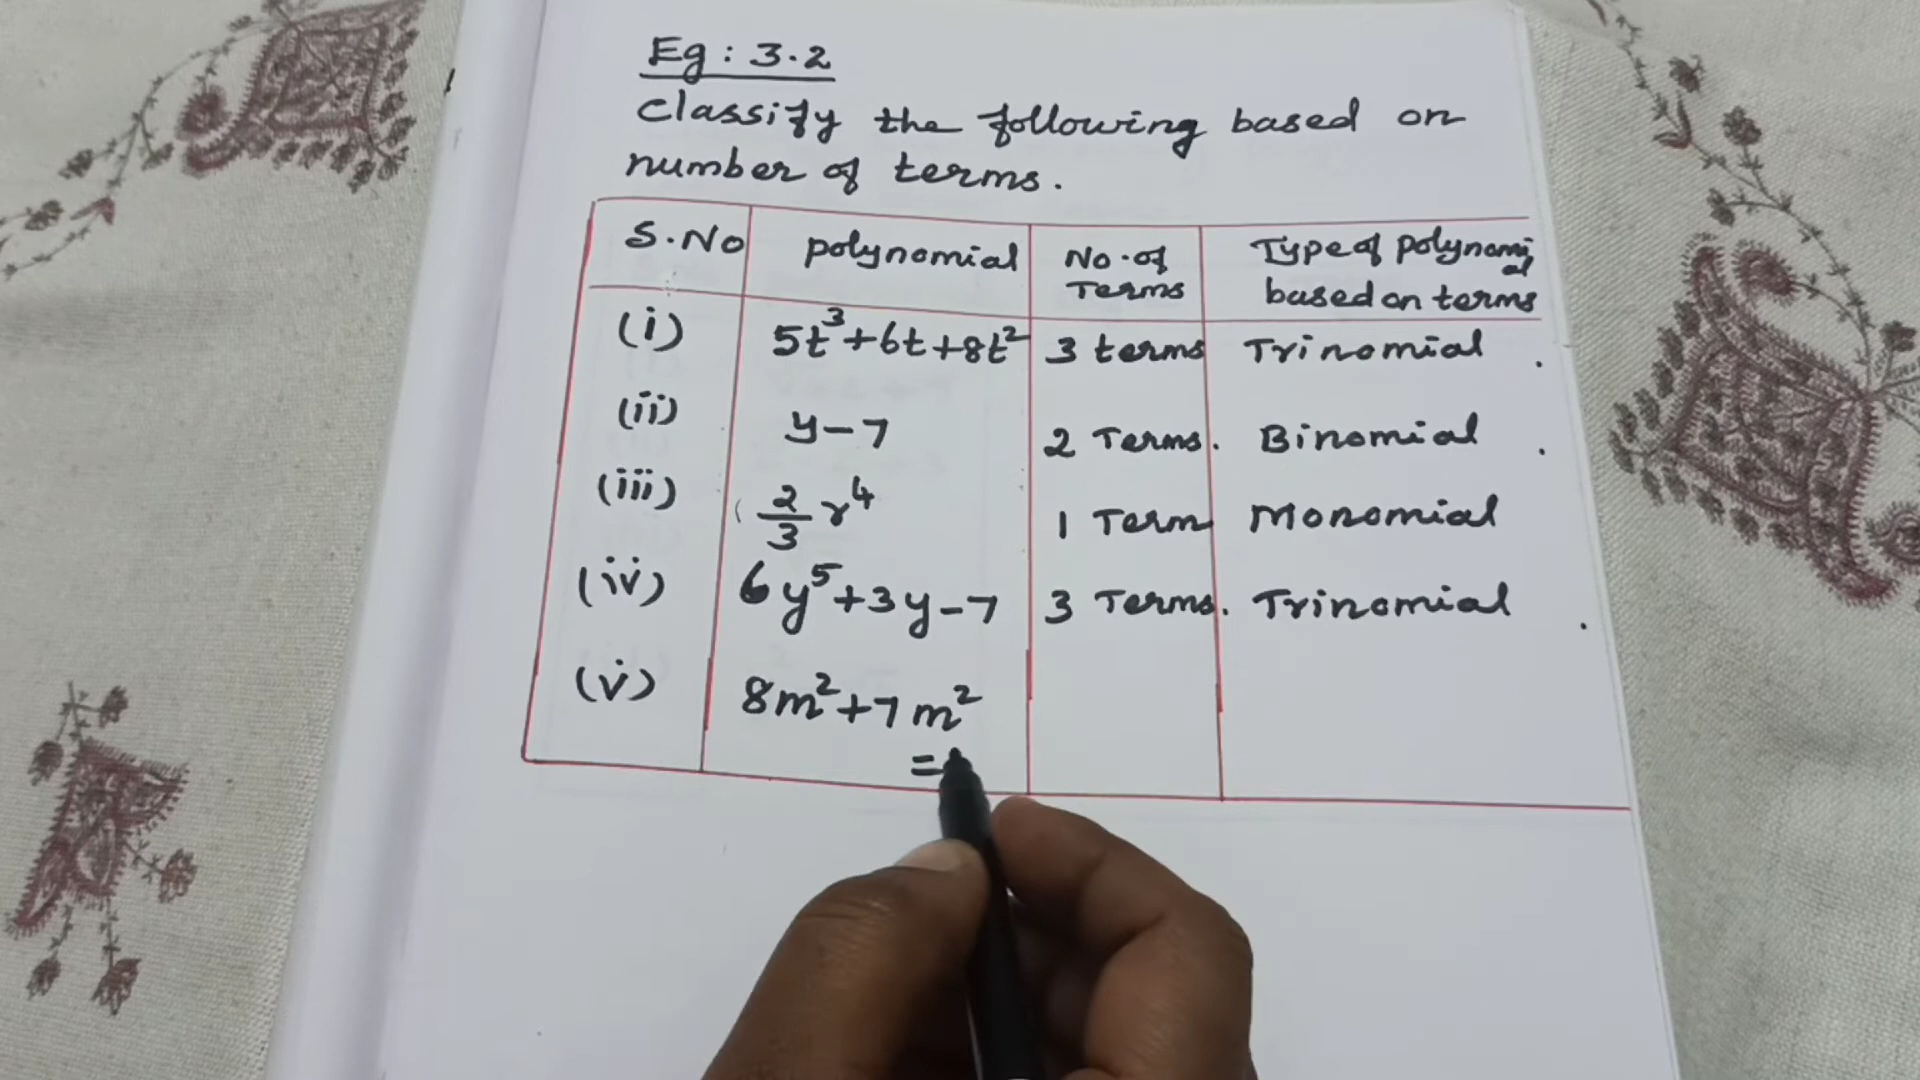 Eg : 3.2
classify the following based on
number of terms.
S.No polynomial No. of Terms Type of polynomial based on terms
(i) 5t³+6t+8t² 3 terms Trinomial .
(ii) y-7 2 Terms. Binomial .
(iii) 2/3 r⁴ 1 Term Monomial
(iv) 6y⁵+3y-7 3 Terms. Trinomial .
(v) 8m²+7m²
=